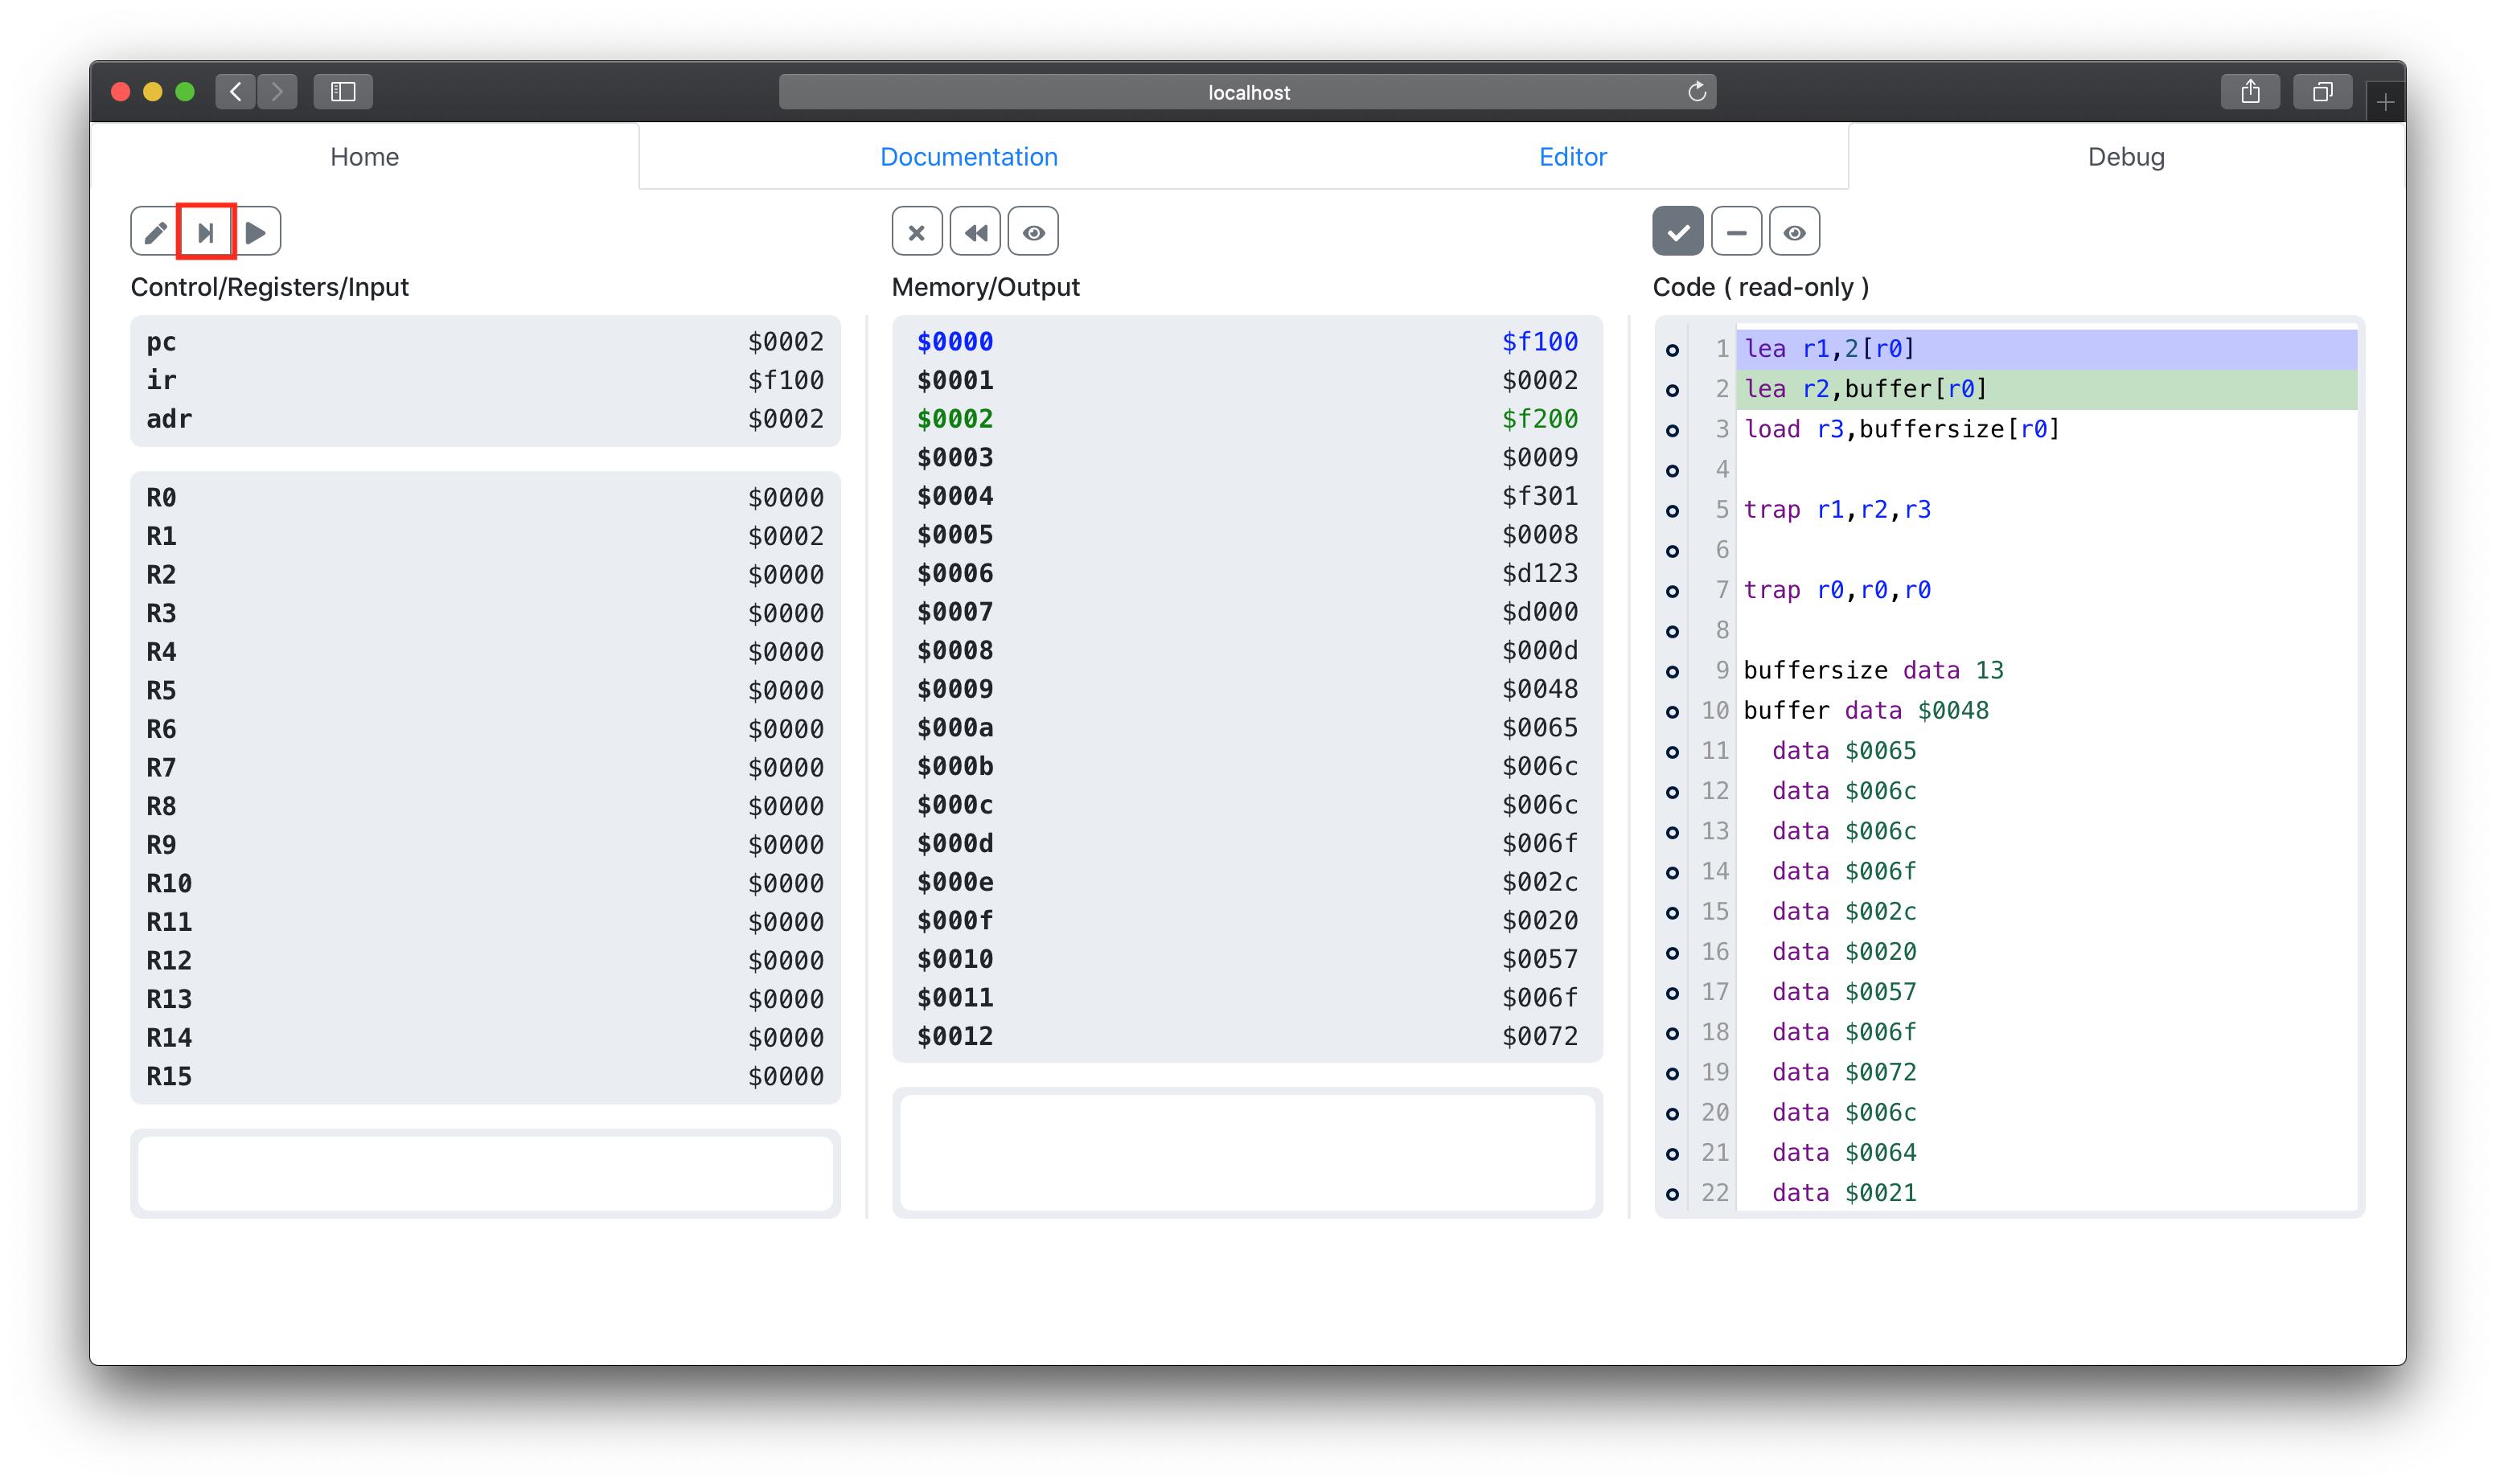 localhost
Home
Documentation
Editor
Debug
Control/Registers/Input
pc $0002
ir $f100
adr $0002
R0 $0000
R1 $0002
R2 $0000
R3 $0000
R4 $0000
R5 $0000
R6 $0000
R7 $0000
R8 $0000
R9 $0000
R10 $0000
R11 $0000
R12 $0000
R13 $0000
R14 $0000
R15 $0000
Memory/Output
$0000 $f100
$0001 $0002
$0002 $f200
$0003 $0009
$0004 $f301
$0005 $0008
$0006 $d123
$0007 $d000
$0008 $000d
$0009 $0048
$000a $0065
$000b $006c
$000c $006c
$000d $006f
$000e $002c
$000f $0020
$0010 $0057
$0011 $006f
$0012 $0072
Code ( read-only )
1 lea r1,2[r0]
2 lea r2,buffer[r0]
3 load r3,buffersize[r0]
4
5 trap r1,r2,r3
6
7 trap r0,r0,r0
8
9 buffersize data 13
10 buffer data $0048
11 data $0065
12 data $006c
13 data $006c
14 data $006f
15 data $002c
16 data $0020
17 data $0057
18 data $006f
19 data $0072
20 data $006c
21 data $0064
22 data $0021